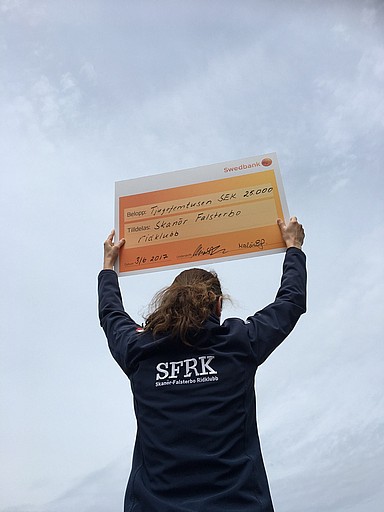 Swedbank
Belopp: Tjugofemtusen SEK 25.000
Tilldelas: Skanör Falsterbo
ridklubb
3/6 2017
SFRK
Skanör-Falsterbo Ridklubb